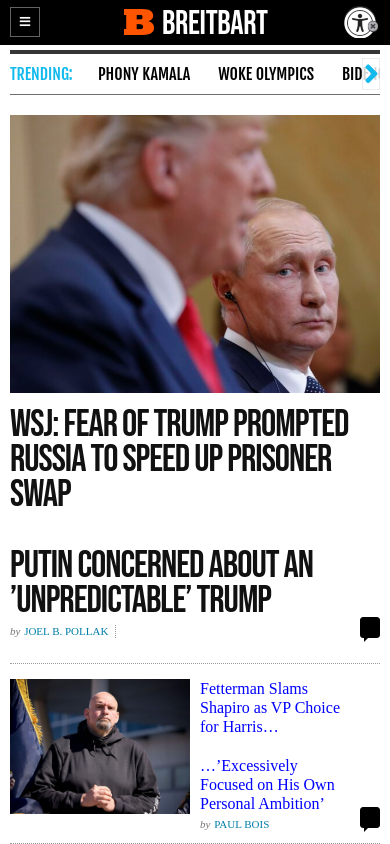 BREITBART
TRENDING: PHONY KAMALA WOKE OLYMPICS BID
WSJ: FEAR OF TRUMP PROMPTED
RUSSIA TO SPEED UP PRISONER
SWAP
PUTIN CONCERNED ABOUT AN
’UNPREDICTABLE’ TRUMP
by JOEL B. POLLAK
Fetterman Slams
Shapiro as VP Choice
for Harris…
…’Excessively
Focused on His Own
Personal Ambition’
by PAUL BOIS